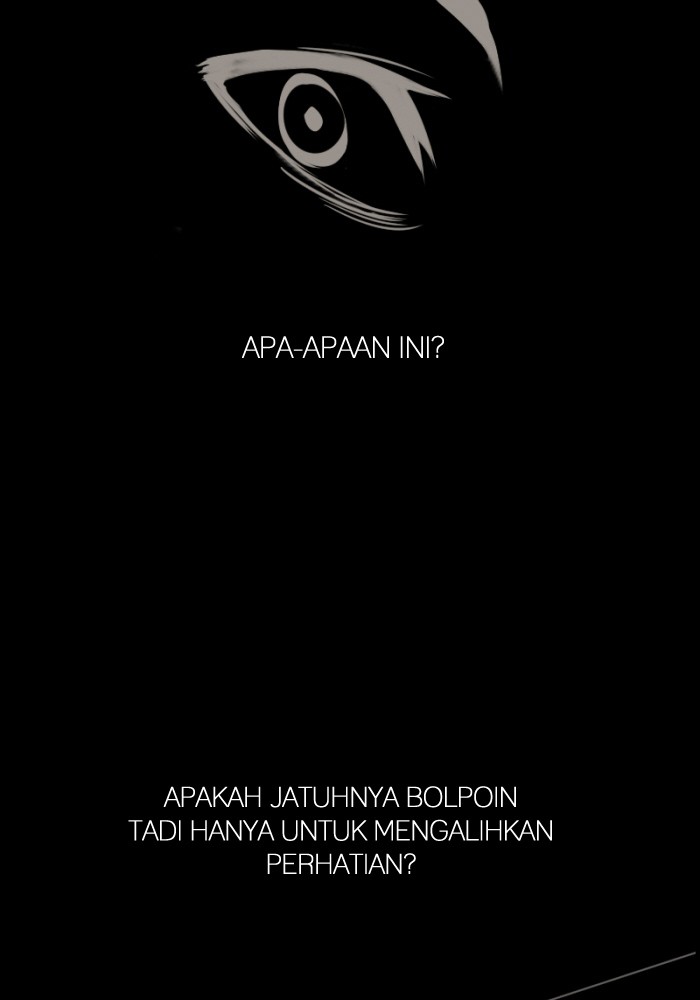 APA-APAAN INI?
APAKAH JATUHNYA BOLPOIN
TADI HANYA UNTUK MENGALIHKAN
PERHATIAN?